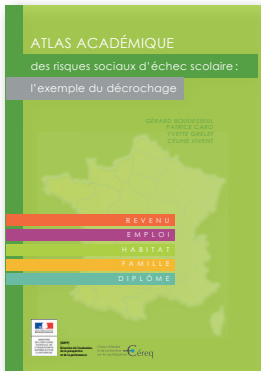 ATLAS ACADÉMIQUE
des risques sociaux d'échec scolaire :
l'exemple du décrochage
GÉRARD BOUDESSEUL
PATRICE CARO
YVETTE GRELET
CÉLINE VIVENT
REVENU
EMPLOI
HABITAT
FAMILLE
DIPLÔME
Céreq